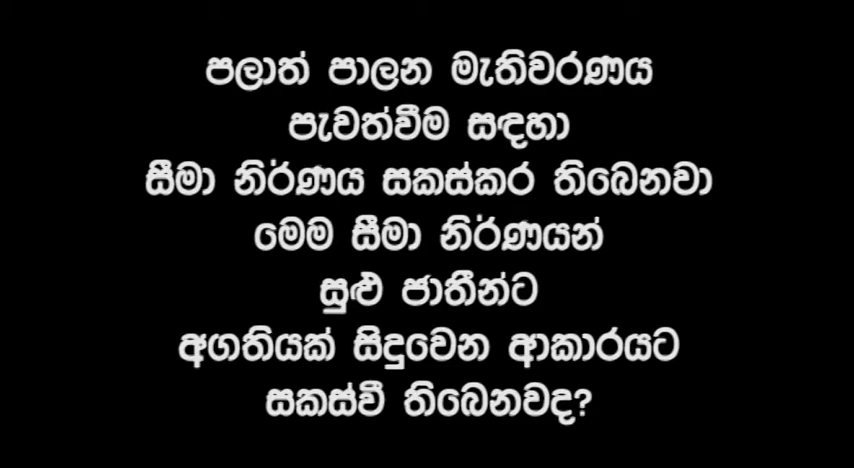 පලාත් පාලන මැතිවරණය
පැවත්වීම සඳහා
සීමා නිර්ණය සකස්කර තිබෙනවා
මෙම සීමා නිර්ණයන්
සුළු ජාතීන්ට
අගතියක් සිදුවෙන ආකාරයට
සකස්වී තිබෙනවද?